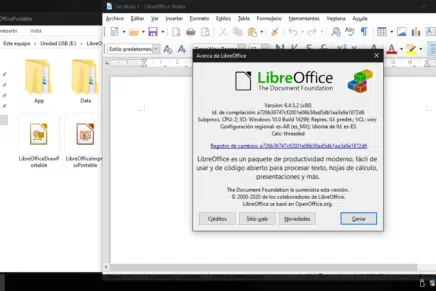 OfficePortable
Este equipo
Unidad USB (E:)
LibreOf
App
Data
LibreOfficeDrawPo
rtable
LibreOfficeImpre
ssPortable
Sin título 1 - LibreOffice Writer
Archivo Editar Ver Insertar Formato Estilos Tabla Formulario Herramientas Ventana Ayuda
Estilo predetermin
Acerca de LibreOffice
LibreOffice
The Document Foundation
Versión: 6.4.5.2 (x86)
Id. de compilación: a726b36747cf2001e06b58ad5db1aa3a9a1872d6
Subprocs. CPU: 2; SO: Windows 10.0 Build 16299; Repres. IU: predet.; VCL: win;
Configuración regional: es-AR (es_MX); Idioma de IU: es-ES
Calc: threaded
Registro de cambios: a726b36747cf2001e06b58ad5db1aa3a9a1872d6
LibreOffice es un paquete de productividad moderno, fácil de
usar y de código abierto para procesar texto, hojas de cálculo,
presentaciones y más.
The Document Foundation le suministra esta versión.
© 2000-2020 de los colaboradores de LibreOffice.
LibreOffice se basó en OpenOffice.org.
Créditos
Sitio web
Novedades
Cerrar